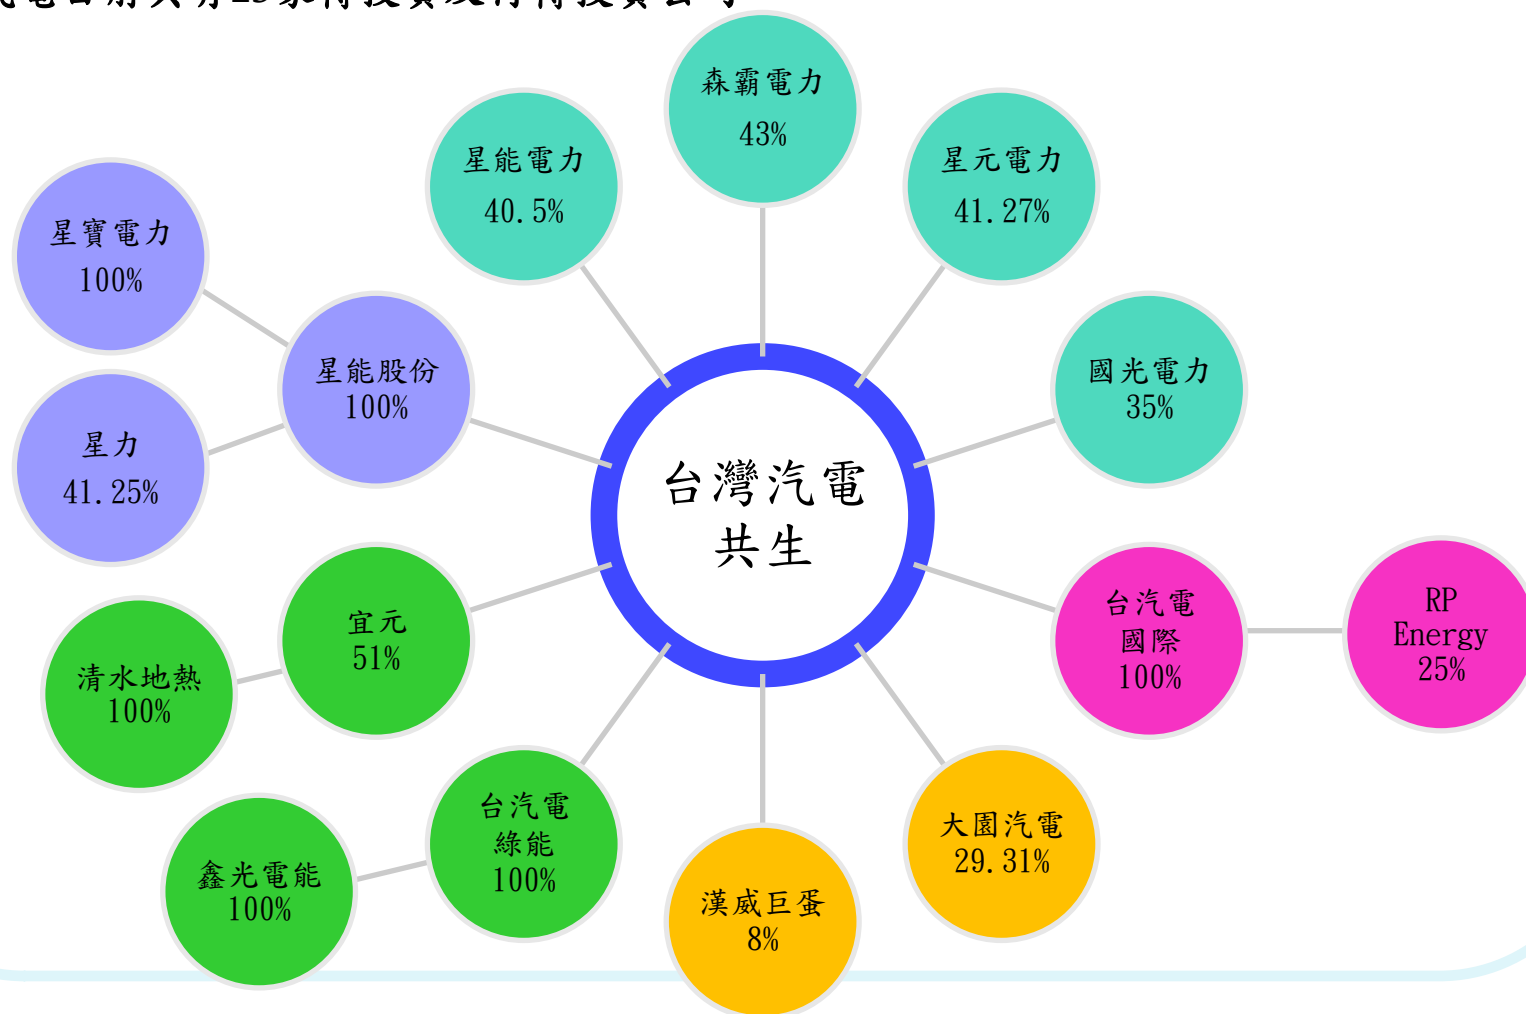 森霸電力
43%
星能電力
40.5%
星元電力
41.27%
星寶電力
100%
星能股份
100%
國光電力
35%
星力
41.25%
台灣汽電
共生
宜元
51%
清水地熱
100%
台汽電
國際
100%
RP
Energy
25%
台汽電
綠能
100%
鑫光電能
100%
漢威巨蛋
8%
大園汽電
29.31%